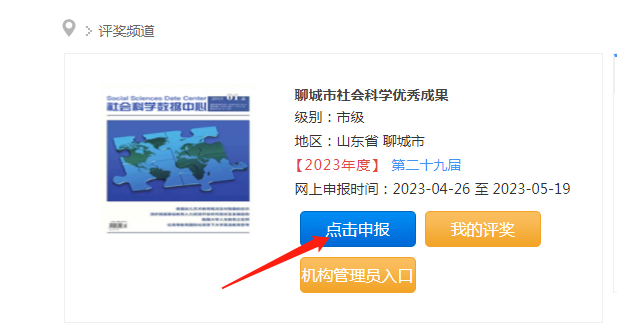 评奖频道
Social Sciences Date Center
社会科学数据中心
聊城市社会科学优秀成果
级别：市级
地区：山东省 聊城市
【2023年度】 第二十九届
网上申报时间：2023-04-26 至 2023-05-19
点击申报 我的评奖
机构管理员入口